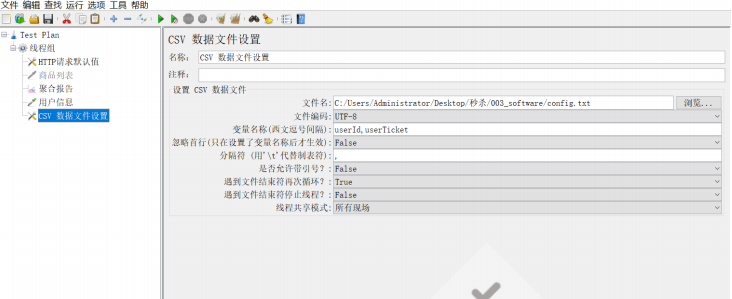 文件 编辑 查找 运行 选项 工具 帮助
Test Plan
线程组
HTTP请求默认值
商品列表
聚合报告
用户信息
CSV 数据文件设置
CSV 数据文件设置
名称: CSV 数据文件设置
注释:
设置 CSV 数据文件
文件名: C:/Users/Administrator/Desktop/秒杀/003_software/config.txt 浏览...
文件编码: UTF-8
变量名称(西文逗号间隔): userId,userTicket
忽略首行(只在设置了变量名称后才生效): False
分隔符 (用'\t'代替制表符): ,
是否允许带引号?: False
遇到文件结束符再次循环?: True
遇到文件结束符停止线程?: False
线程共享模式: 所有现场